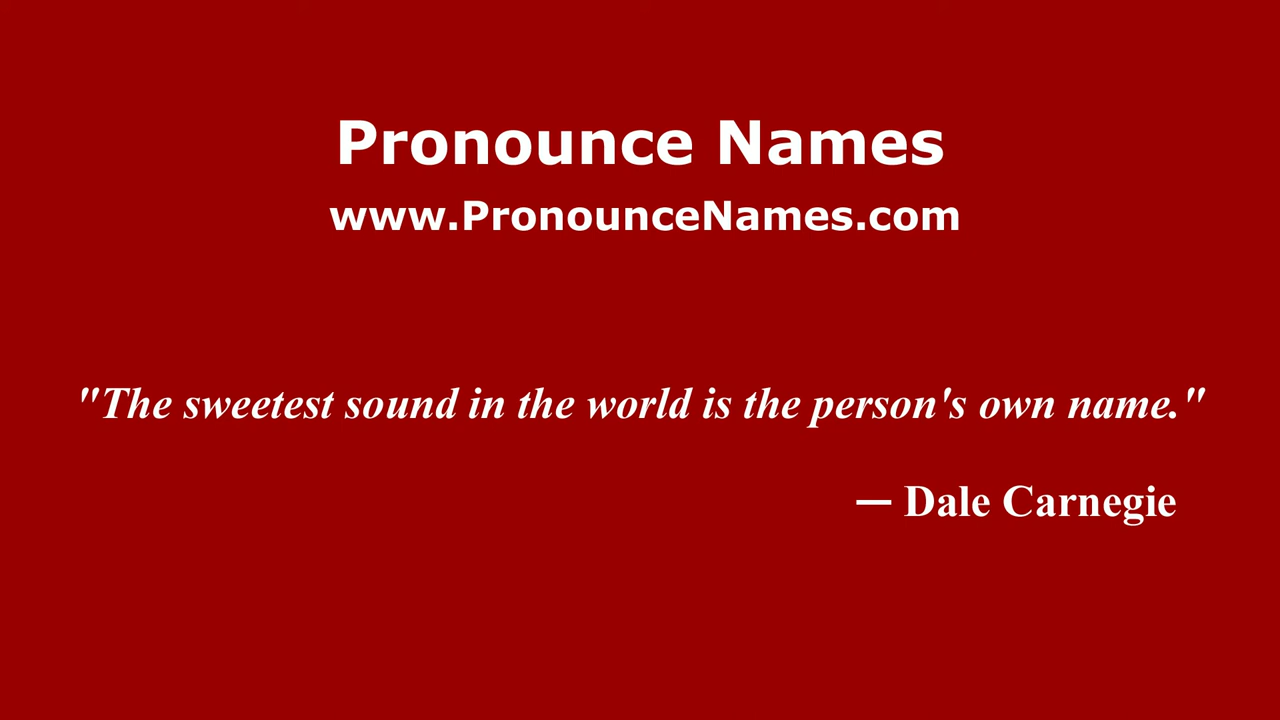 Pronounce Names
www.PronounceNames.com
"The sweetest sound in the world is the person's own name."
— Dale Carnegie